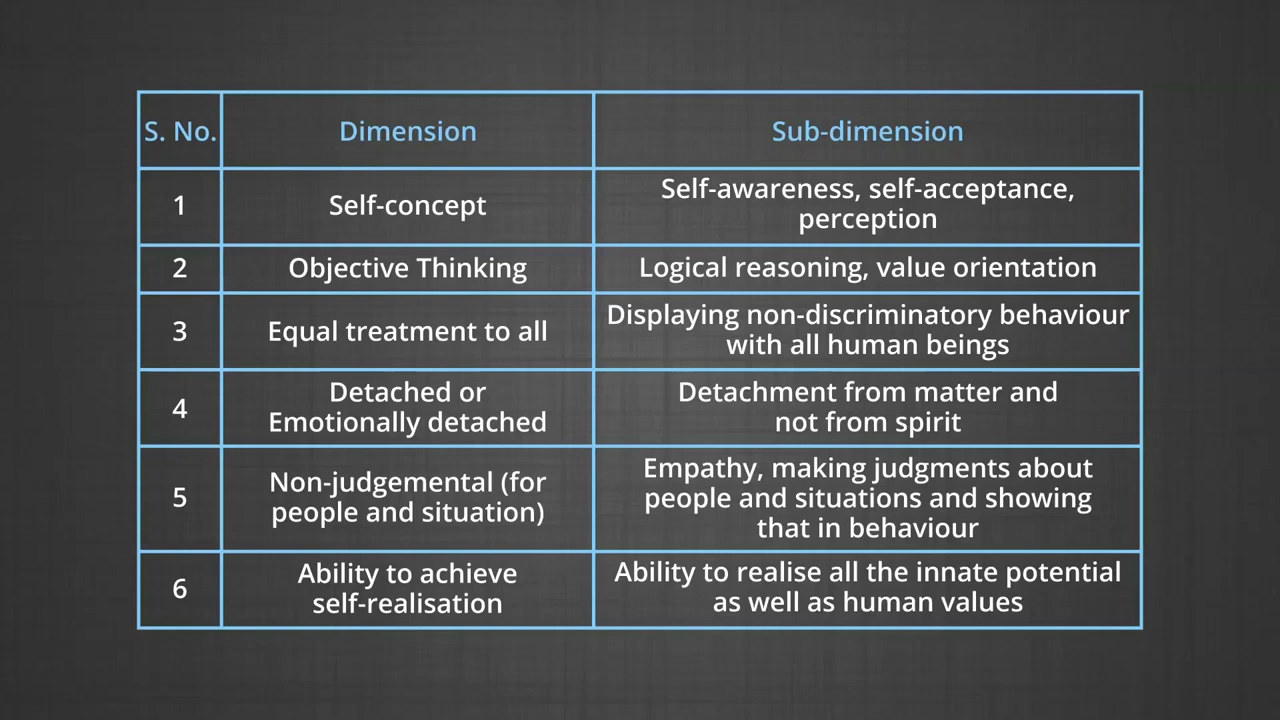 S. No. Dimension Sub-dimension
1 Self-concept Self-awareness, self-acceptance,
perception
2 Objective Thinking Logical reasoning, value orientation
3 Equal treatment to all Displaying non-discriminatory behaviour
with all human beings
4 Detached or
Emotionally detached
Detachment from matter and
not from spirit
5 Non-judgemental (for
people and situation)
Empathy, making judgments about
people and situations and showing
that in behaviour
6 Ability to achieve
self-realisation
Ability to realise all the innate potential
as well as human values